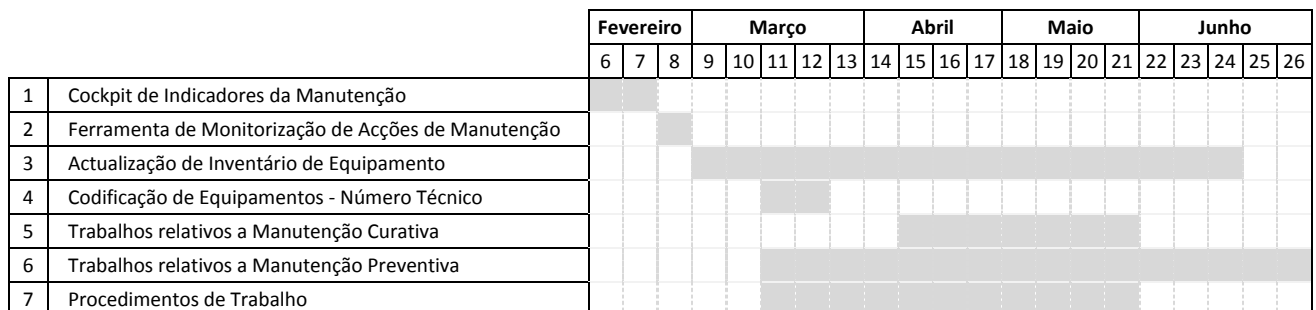 Fevereiro Março Abril Maio Junho
6 7 8 9 10 11 12 13 14 15 16 17 18 19 20 21 22 23 24 25 26
1 Cockpit de Indicadores da Manutenção
2 Ferramenta de Monitorização de Acções de Manutenção
3 Actualização de Inventário de Equipamento
4 Codificação de Equipamentos - Número Técnico
5 Trabalhos relativos a Manutenção Curativa
6 Trabalhos relativos a Manutenção Preventiva
7 Procedimentos de Trabalho